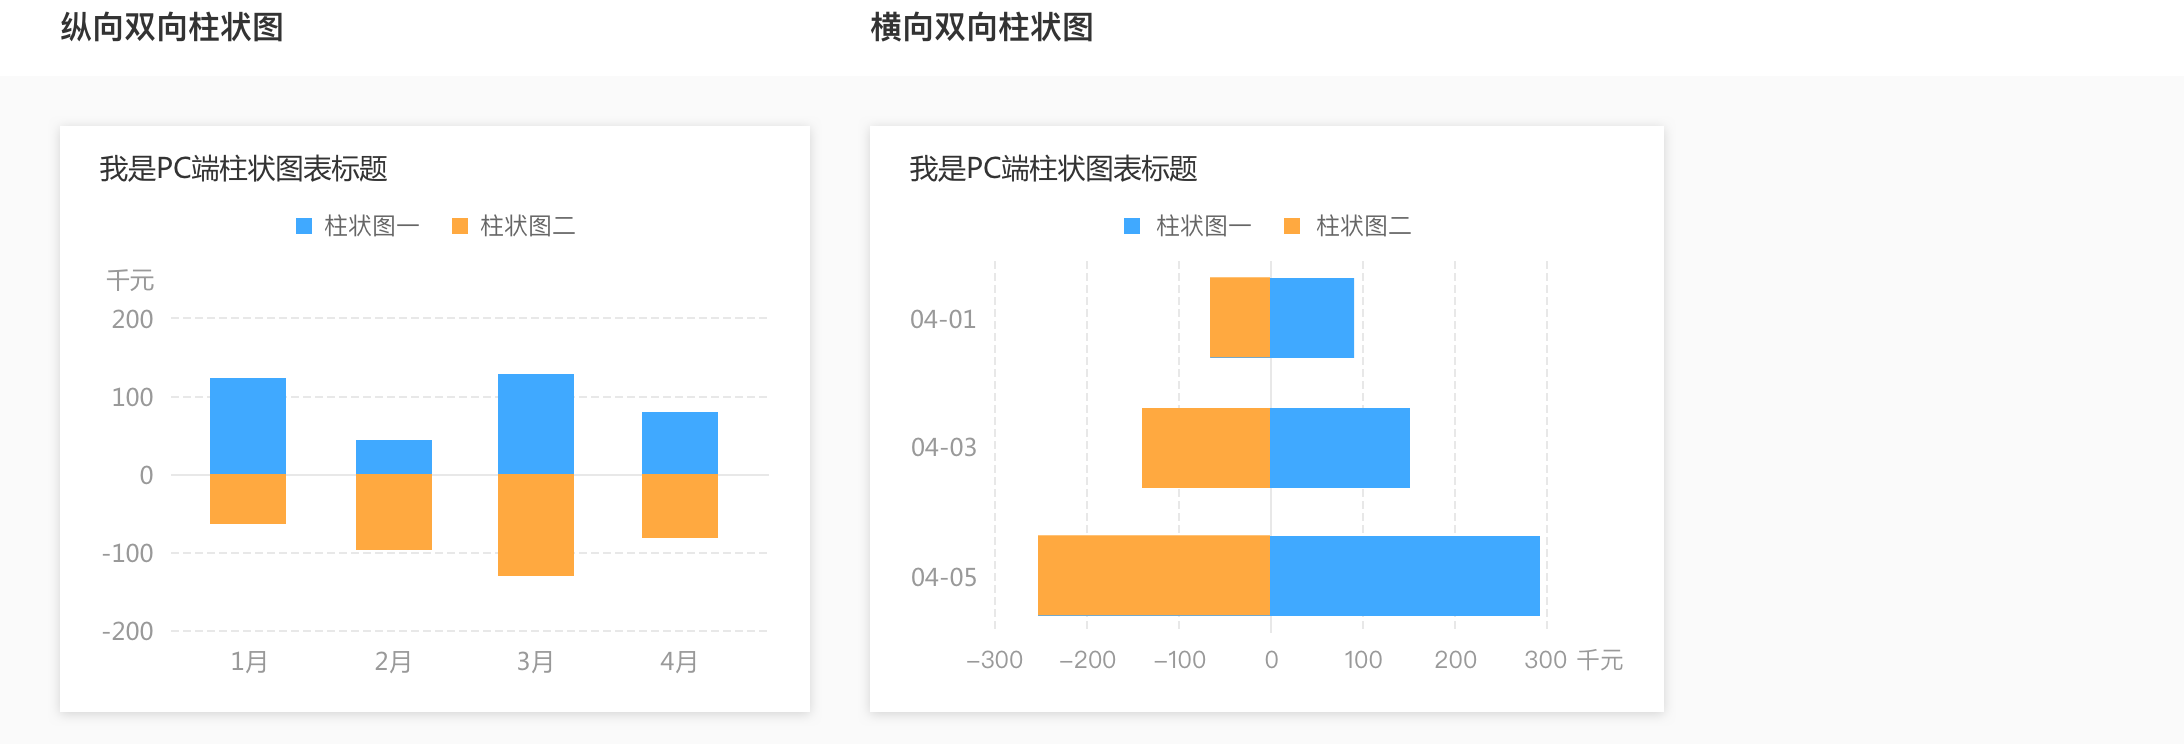 纵向双向柱状图
横向双向柱状图
我是PC端柱状图表标题
柱状图一 柱状图二
千元
200
100
0
-100
-200
1月 2月 3月 4月
我是PC端柱状图表标题
柱状图一 柱状图二
04-01
04-03
04-05
−300 −200 −100 0 100 200 300 千元